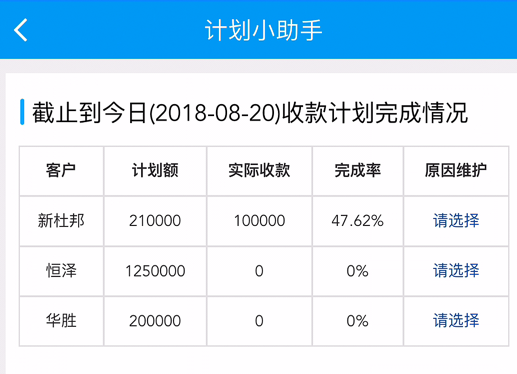 计划小助手
截止到今日(2018-08-20)收款计划完成情况
客户 计划额 实际收款 完成率 原因维护
新杜邦 210000 100000 47.62% 请选择
恒泽 1250000 0 0% 请选择
华胜 200000 0 0% 请选择